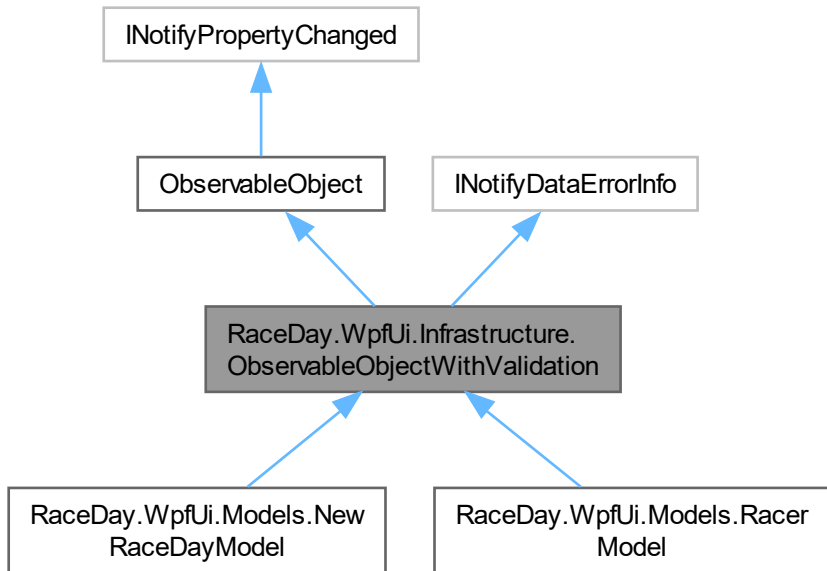 INotifyPropertyChanged
ObservableObject
INotifyDataErrorInfo
RaceDay.WpfUi.Infrastructure.
ObservableObjectWithValidation
RaceDay.WpfUi.Models.New
RaceDayModel
RaceDay.WpfUi.Models.Racer
Model